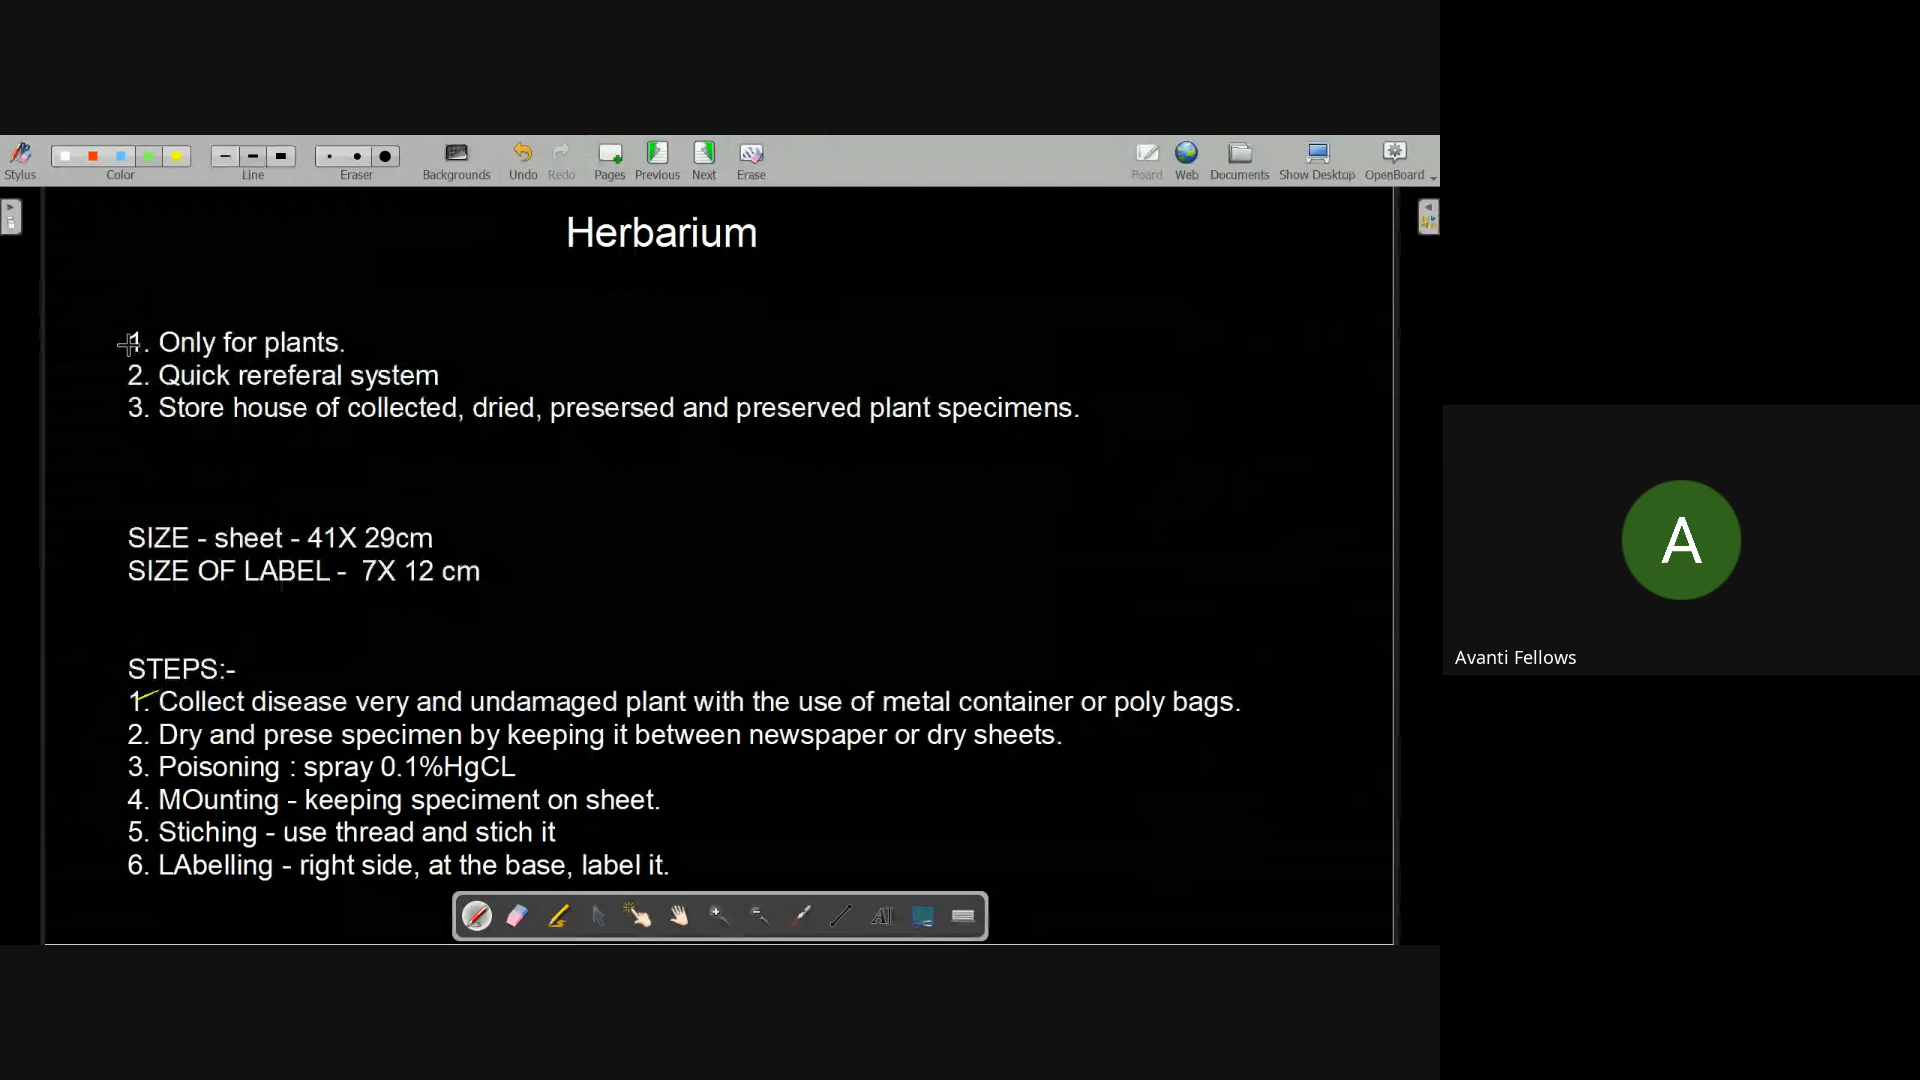 Stylus
Color
Line
Eraser
Backgrounds
Undo
Redo
Pages
Previous
Next
Erase
Board
Web
Documents
Show Desktop
OpenBoard
Herbarium
1. Only for plants.
2. Quick rereferal system
3. Store house of collected, dried, presersed and preserved plant specimens.
SIZE - sheet - 41X 29cm
SIZE OF LABEL - 7X 12 cm
STEPS:-
1. Collect disease very and undamaged plant with the use of metal container or poly bags.
2. Dry and prese specimen by keeping it between newspaper or dry sheets.
3. Poisoning : spray 0.1%HgCL
4. MOunting - keeping speciment on sheet.
5. Stiching - use thread and stich it
6. LAbelling - right side, at the base, label it.
A
Avanti Fellows